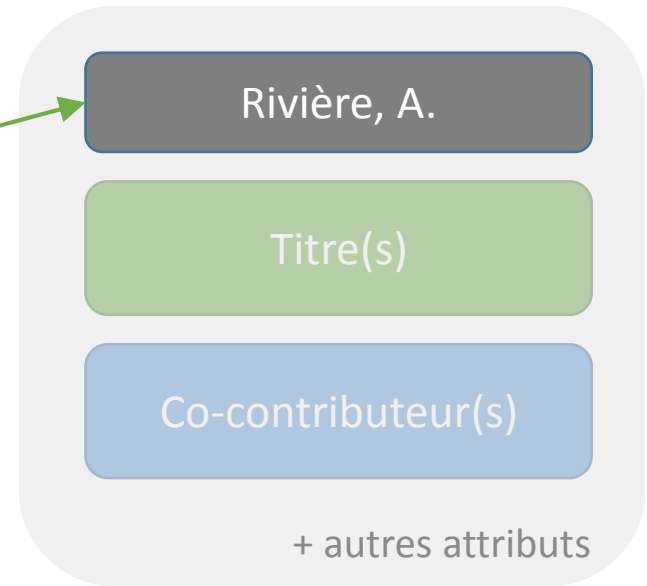 Rivière, A.
Titre(s)
Co-contributeur(s)
+ autres attributs